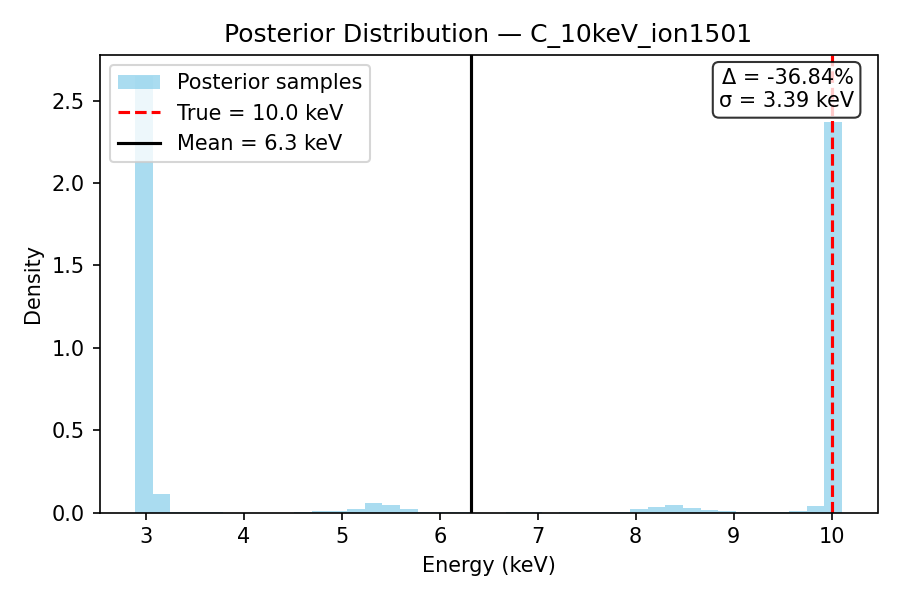 Posterior Distribution — C_10keV_ion1501
Posterior samples
True = 10.0 keV
Mean = 6.3 keV
Δ = -36.84%
σ = 3.39 keV
2.5
2.0
1.5
1.0
0.5
0.0
Density
3 4 5 6 7 8 9 10
Energy (keV)